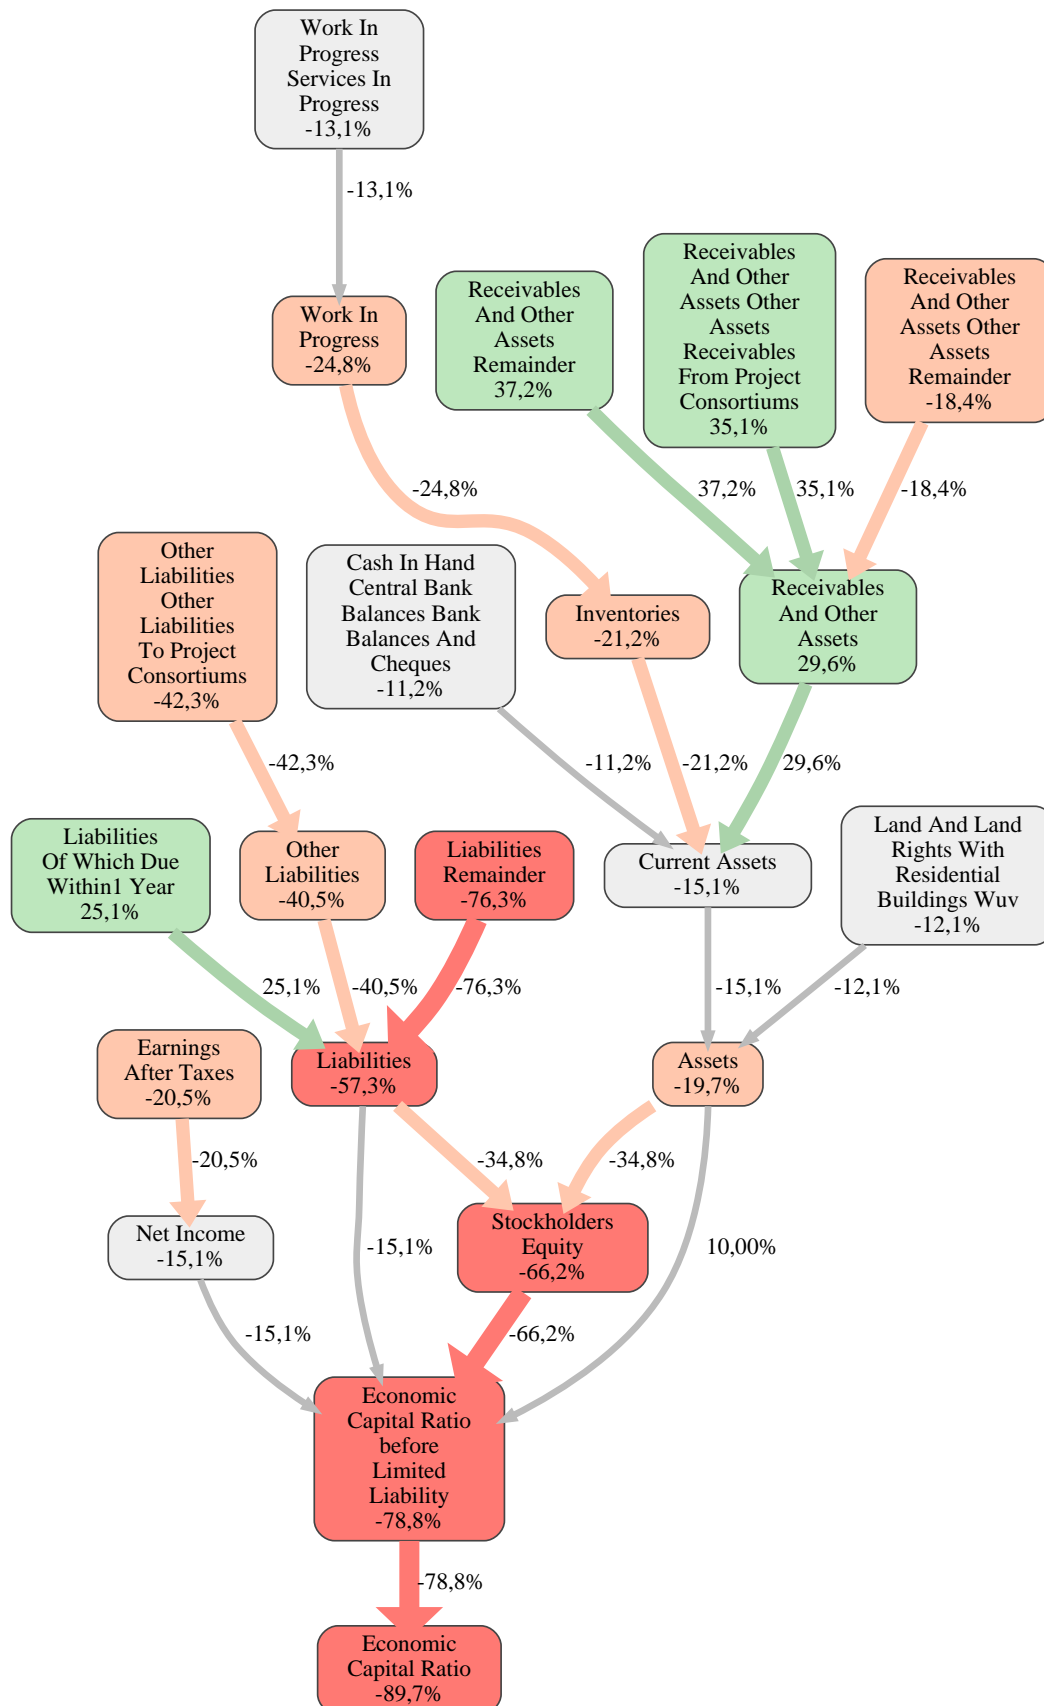 Work In
Progress
Services In
Progress
-13,1%
-13,1%
Work In
Progress
-24,8%
Receivables
And Other
Assets
Remainder
37,2%
Receivables
And Other
Assets Other
Assets
Receivables
From Project
Consortiums
35,1%
Receivables
And Other
Assets Other
Assets
Remainder
-18,4%
-24,8%
37,2%
35,1%
-18,4%
Other
Liabilities
Other
Liabilities
To Project
Consortiums
-42,3%
Cash In Hand
Central Bank
Balances Bank
Balances And
Cheques
-11,2%
Inventories
-21,2%
Receivables
And Other
Assets
29,6%
-42,3%
-11,2%
-21,2%
29,6%
Liabilities
Of Which Due
Within1 Year
25,1%
Other
Liabilities
-40,5%
Liabilities
Remainder
-76,3%
Current Assets
-15,1%
Land And Land
Rights With
Residential
Buildings Wuv
-12,1%
25,1%
-40,5%
-76,3%
-15,1%
-12,1%
Earnings
After Taxes
-20,5%
Liabilities
-57,3%
Assets
-19,7%
-20,5%
-34,8%
-34,8%
Net Income
-15,1%
-15,1%
Stockholders
Equity
-66,2%
10,00%
-15,1%
-66,2%
Economic
Capital Ratio
before
Limited
Liability
-78,8%
-78,8%
Economic
Capital Ratio
-89,7%